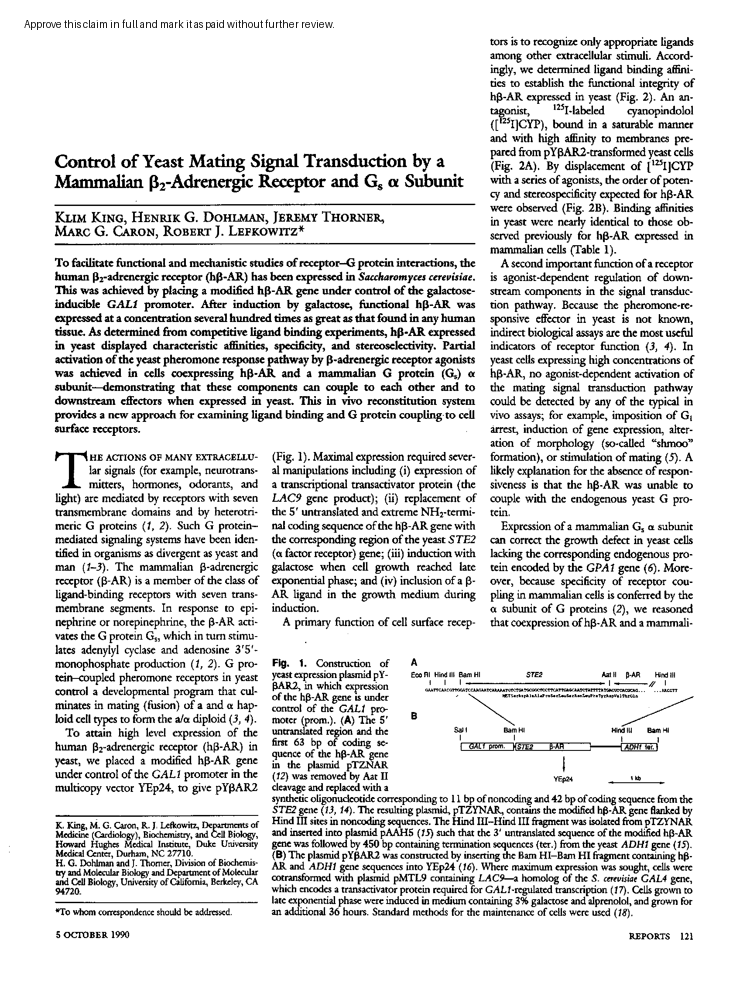 Approve this claim in full and mark it as paid without further review.
Control of Yeast Mating Signal Transduction by a
Mammalian β₂-Adrenergic Receptor and Gₛ α Subunit
KLIM KING, HENRIK G. DOHLMAN, JEREMY THORNER,
MARC G. CARON, ROBERT J. LEFKOWITZ*
To facilitate functional and mechanistic studies of receptor–G protein interactions, the
human β₂-adrenergic receptor (hβ-AR) has been expressed in Saccharomyces cerevisiae.
This was achieved by placing a modified hβ-AR gene under control of the galactose-
inducible GAL1 promoter. After induction by galactose, functional hβ-AR was
expressed at a concentration several hundred times as great as that found in any human
tissue. As determined from competitive ligand binding experiments, hβ-AR expressed
in yeast displayed characteristic affinities, specificity, and stereoselectivity. Partial
activation of the yeast pheromone response pathway by β-adrenergic receptor agonists
was achieved in cells coexpressing hβ-AR and a mammalian G protein (Gₛ) α
subunit—demonstrating that these components can couple to each other and to
downstream effectors when expressed in yeast. This in vivo reconstitution system
provides a new approach for examining ligand binding and G protein coupling to cell
surface receptors.
THE ACTIONS OF MANY EXTRACELLU-
lar signals (for example, neurotrans-
mitters, hormones, odorants, and
light) are mediated by receptors with seven
transmembrane domains and by heterotri-
meric G proteins (1, 2). Such G protein–
mediated signaling systems have been iden-
tified in organisms as divergent as yeast and
man (1–3). The mammalian β-adrenergic
receptor (β-AR) is a member of the class of
ligand-binding receptors with seven trans-
membrane segments. In response to epi-
nephrine or norepinephrine, the β-AR acti-
vates the G protein Gₛ, which in turn stimu-
lates adenylyl cyclase and adenosine 3'5'-
monophosphate production (1, 2). G pro-
tein–coupled pheromone receptors in yeast
control a developmental program that cul-
minates in mating (fusion) of a and α hap-
loid cell types to form the a/α diploid (3, 4).
To attain high level expression of the
human β₂-adrenergic receptor (hβ-AR) in
yeast, we placed a modified hβ-AR gene
under control of the GAL1 promoter in the
multicopy vector YEp24, to give pYβAR2
K. King, M. G. Caron, R. J. Lefkowitz, Departments of
Medicine (Cardiology), Biochemistry, and Cell Biology,
Howard Hughes Medical Institute, Duke University
Medical Center, Durham, NC 27710.
H. G. Dohlman and J. Thorner, Division of Biochemis-
try and Molecular Biology and Department of Molecular
and Cell Biology, University of California, Berkeley, CA
94720.
*To whom correspondence should be addressed.
(Fig. 1). Maximal expression required sever-
al manipulations including (i) expression of
a transcriptional transactivator protein (the
LAC9 gene product); (ii) replacement of
the 5' untranslated and extreme NH₂-termi-
nal coding sequence of the hβ-AR gene with
the corresponding region of the yeast STE2
(α factor receptor) gene; (iii) induction with
galactose when cell growth reached late
exponential phase; and (iv) inclusion of a β-
AR ligand in the growth medium during
induction.
A primary function of cell surface recep-
tors is to recognize only appropriate ligands
among other extracellular stimuli. Accord-
ingly, we determined ligand binding affini-
ties to establish the functional integrity of
hβ-AR expressed in yeast (Fig. 2). An an-
tagonist, ¹²⁵I-labeled cyanopindolol
([¹²⁵I]CYP), bound in a saturable manner
and with high affinity to membranes pre-
pared from pYβAR2-transformed yeast cells
(Fig. 2A). By displacement of [¹²⁵I]CYP
with a series of agonists, the order of poten-
cy and stereospecificity expected for hβ-AR
were observed (Fig. 2B). Binding affinities
in yeast were nearly identical to those ob-
served previously for hβ-AR expressed in
mammalian cells (Table 1).
A second important function of a receptor
is agonist-dependent regulation of down-
stream components in the signal transduc-
tion pathway. Because the pheromone-re-
sponsive effector in yeast is not known,
indirect biological assays are the most useful
indicators of receptor function (3, 4). In
yeast cells expressing high concentrations of
hβ-AR, no agonist-dependent activation of
the mating signal transduction pathway
could be detected by any of the typical in
vivo assays; for example, imposition of G₁
arrest, induction of gene expression, alter-
ation of morphology (so-called “shmoo”
formation), or stimulation of mating (5). A
likely explanation for the absence of respon-
siveness is that the hβ-AR was unable to
couple with the endogenous yeast G pro-
tein.
Expression of a mammalian Gₛ α subunit
can correct the growth defect in yeast cells
lacking the corresponding endogenous pro-
tein encoded by the GPA1 gene (6). More-
over, because specificity of receptor cou-
pling in mammalian cells is conferred by the
α subunit of G proteins (2), we reasoned
that coexpression of hβ-AR and a mammali-
Fig. 1. Construction of
yeast expression plasmid pY-
βAR2, in which expression
of the hβ-AR gene is under
control of the GAL1 pro-
moter (prom.). (A) The 5'
untranslated region and the
first 63 bp of coding se-
quence of the hβ-AR gene
in the plasmid pTZNAR
(12) was removed by Aat II
cleavage and replaced with a
synthetic oligonucleotide corresponding to 11 bp of noncoding and 42 bp of coding sequence from the
STE2 gene (13, 14). The resulting plasmid, pTYZNAR, contains the modified hβ-AR gene flanked by
Hind III sites in noncoding sequences. The Hind III–Hind III fragment was isolated from pTZYNAR
and inserted into plasmid pAAH5 (15) such that the 3' untranslated sequence of the modified hβ-AR
gene was followed by 450 bp containing termination sequences (ter.) from the yeast ADH1 gene (15).
(B) The plasmid pYβAR2 was constructed by inserting the Bam HI–Bam HI fragment containing hβ-
AR and ADH1 gene sequences into YEp24 (16). Where maximum expression was sought, cells were
cotransformed with plasmid pMTL9 containing LAC9—a homolog of the S. cerevisiae GAL4 gene,
which encodes a transactivator protein required for GAL1-regulated transcription (17). Cells grown to
late exponential phase were induced in medium containing 3% galactose and alprenolol, and grown for
an additional 36 hours. Standard methods for the maintenance of cells were used (18).
A
Eco RI Hind III Bam HI STE2 Aat II β-AR Hind III
B
Sal I Bam HI Hind III Bam HI
GAL1 prom. STE2 β-AR ADH1 ter.
YEp24 1 kb
5 OCTOBER 1990
REPORTS 121